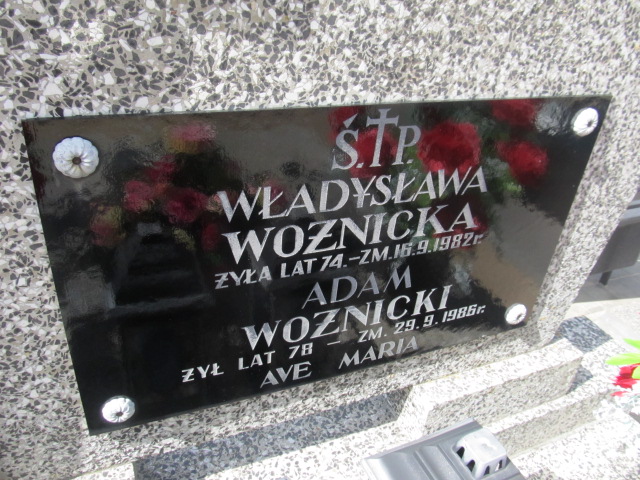 Ś.†P.
WŁADYSŁAWA
WOŹNICKA
ŻYŁA LAT 74.-ZM.16.9.1982r.
ADAM
WOŹNICKI
ŻYŁ LAT 78 - ZM. 29.9.1986r.
AVE MARIA